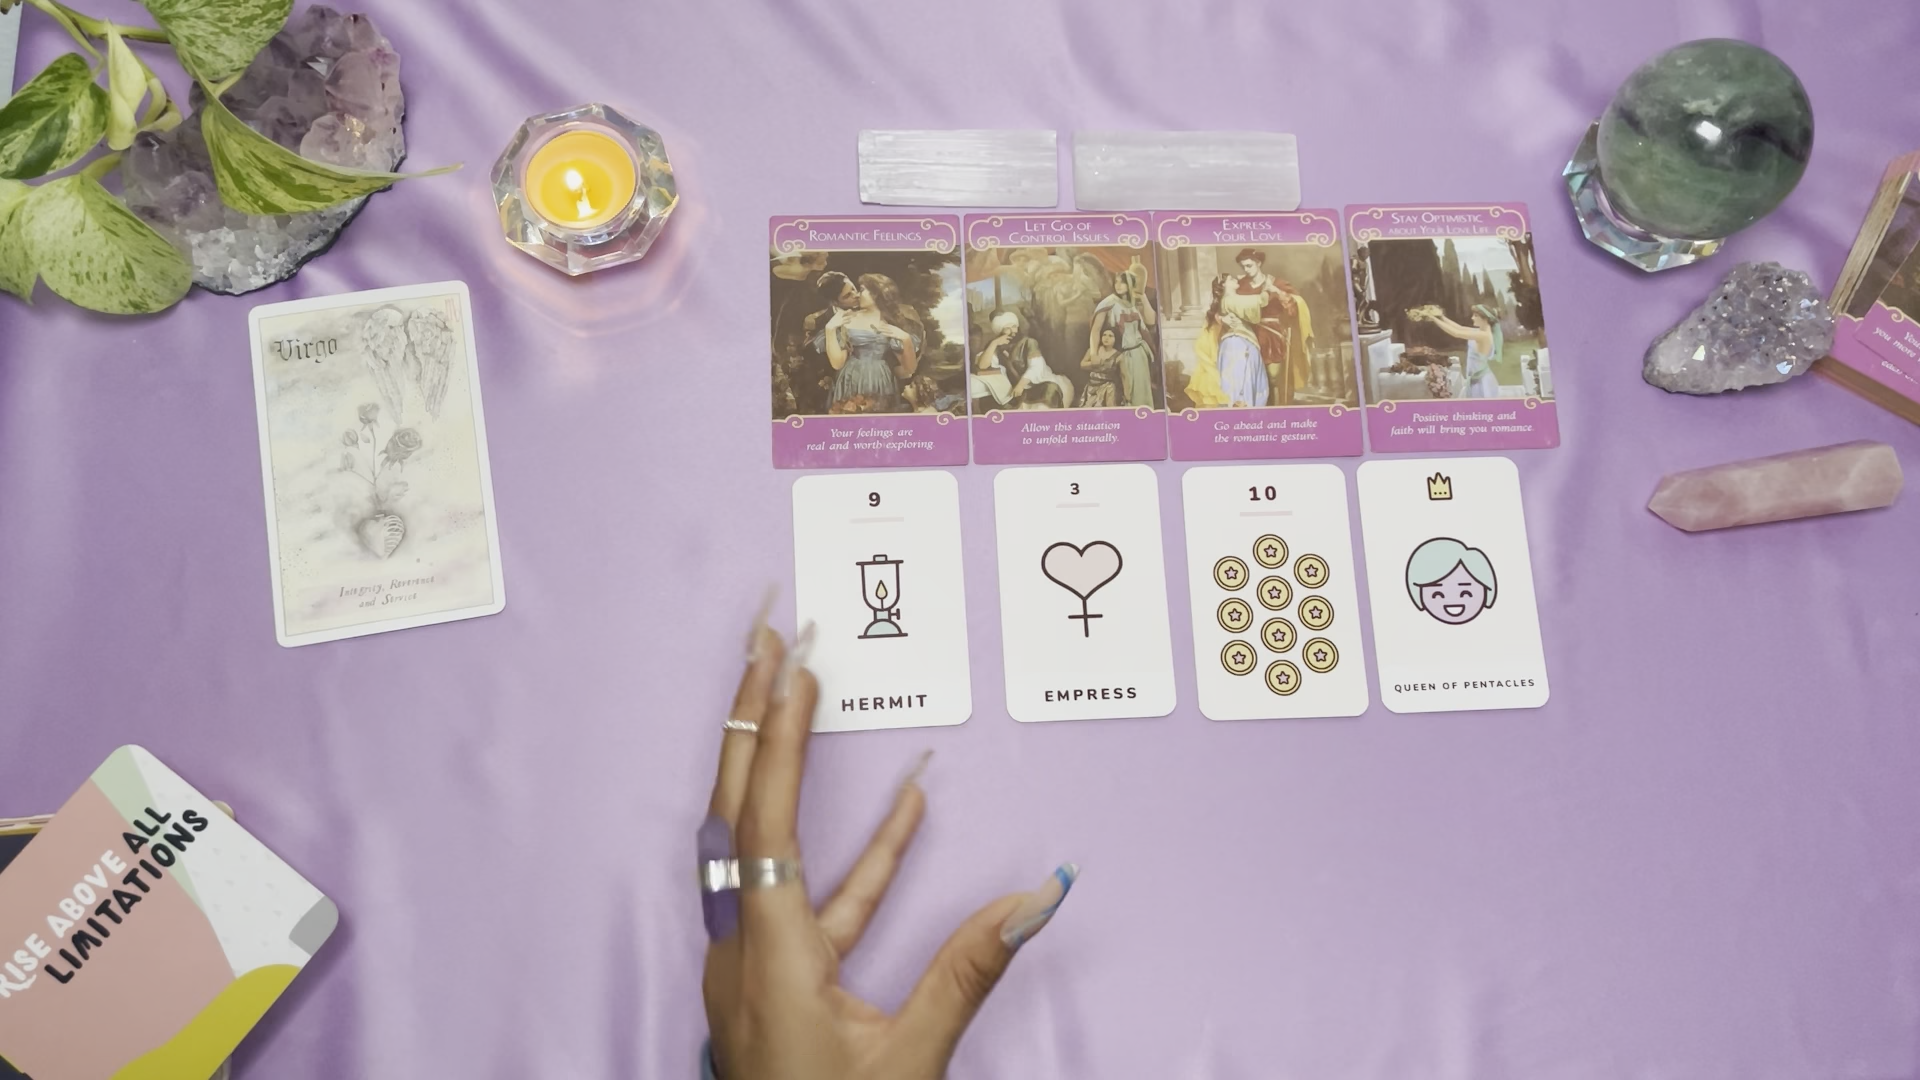 Virgo
Integrity, Reverence
and Service
ROMANTIC FEELINGS
Your feelings are
real and worth exploring.
LET GO OF
CONTROL ISSUES
Allow this situation
to unfold naturally.
EXPRESS
YOUR LOVE
Go ahead and make
the romantic gesture.
STAY OPTIMISTIC
ABOUT YOUR LOVE LIFE
Positive thinking and
faith will bring you romance.
9
HERMIT
3
EMPRESS
10
QUEEN OF PENTACLES
RISE ABOVE ALL
LIMITATIONS
you more